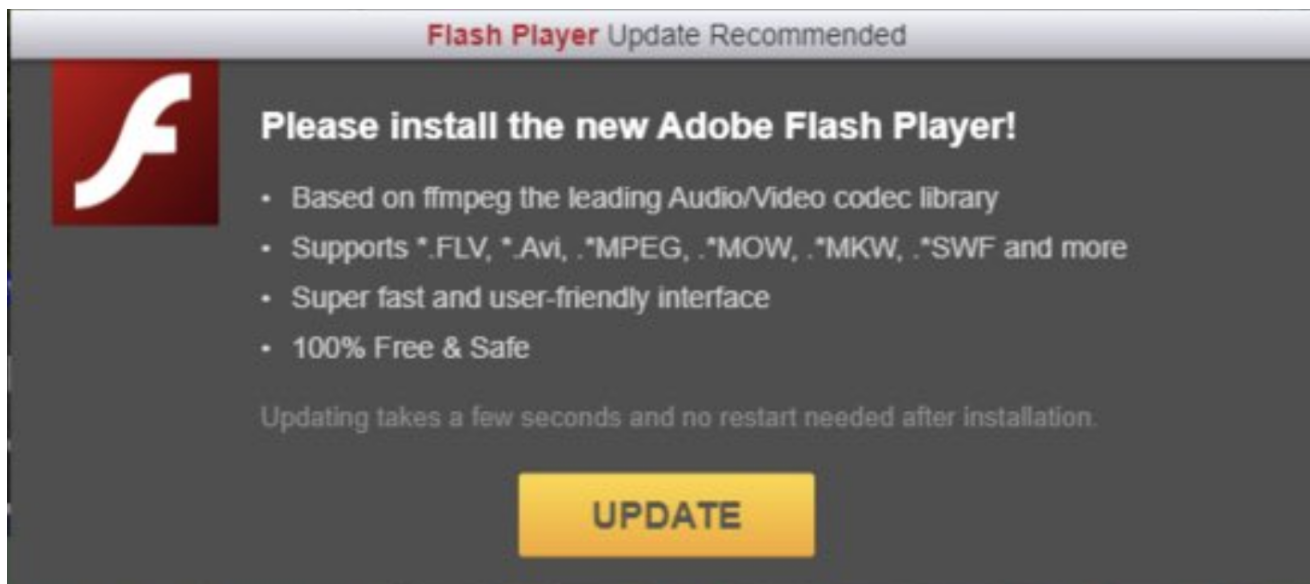 Flash Player Update Recommended
Please install the new Adobe Flash Player!
• Based on ffmpeg the leading Audio/Video codec library
• Supports *.FLV, *.Avi, .*MPEG, .*MOW, .*MKW, .*SWF and more
• Super fast and user-friendly interface
• 100% Free & Safe
Updating takes a few seconds and no restart needed after installation.
UPDATE